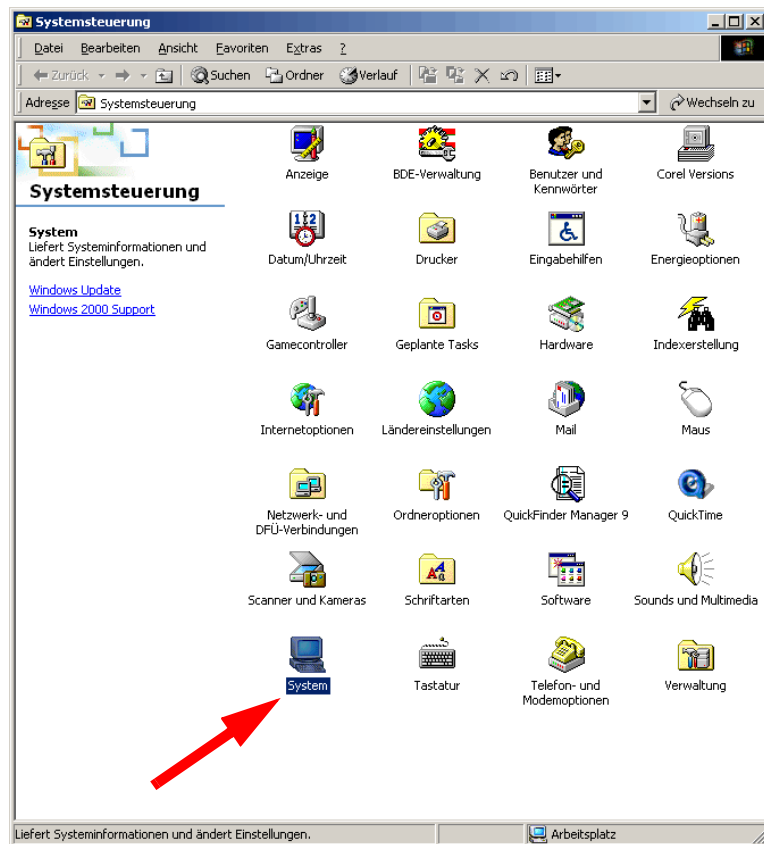 Systemsteuerung
Datei Bearbeiten Ansicht Favoriten Extras ?
Zurück Suchen Ordner Verlauf
Adresse Systemsteuerung Wechseln zu
Systemsteuerung
System
Liefert Systeminformationen und
ändert Einstellungen.
Windows Update
Windows 2000 Support
Anzeige
BDE-Verwaltung
Benutzer und
Kennwörter
Corel Versions
Datum/Uhrzeit
Drucker
Eingabehilfen
Energieoptionen
Gamecontroller
Geplante Tasks
Hardware
Indexerstellung
Internetoptionen
Ländereinstellungen
Mail
Maus
Netzwerk- und
DFÜ-Verbindungen
Ordneroptionen
QuickFinder Manager 9
QuickTime
Scanner und Kameras
Schriftarten
Software
Sounds und Multimedia
System
Tastatur
Telefon- und
Modemoptionen
Verwaltung
Liefert Systeminformationen und ändert Einstellungen. Arbeitsplatz